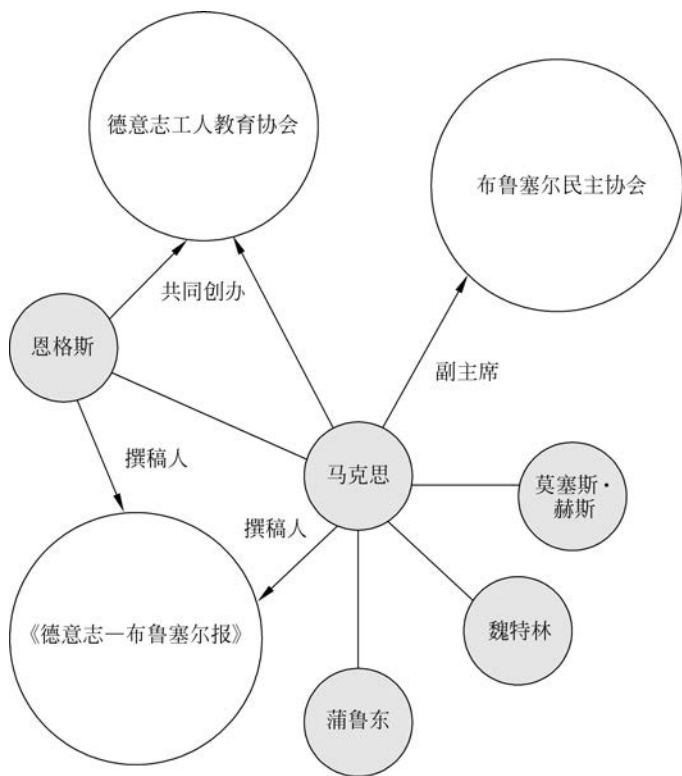 德意志工人教育协会
布鲁塞尔民主协会
共同创办
恩格斯
副主席
撰稿人
马克思
莫塞斯·
赫斯
撰稿人
《德意志—布鲁塞尔报》
魏特林
蒲鲁东